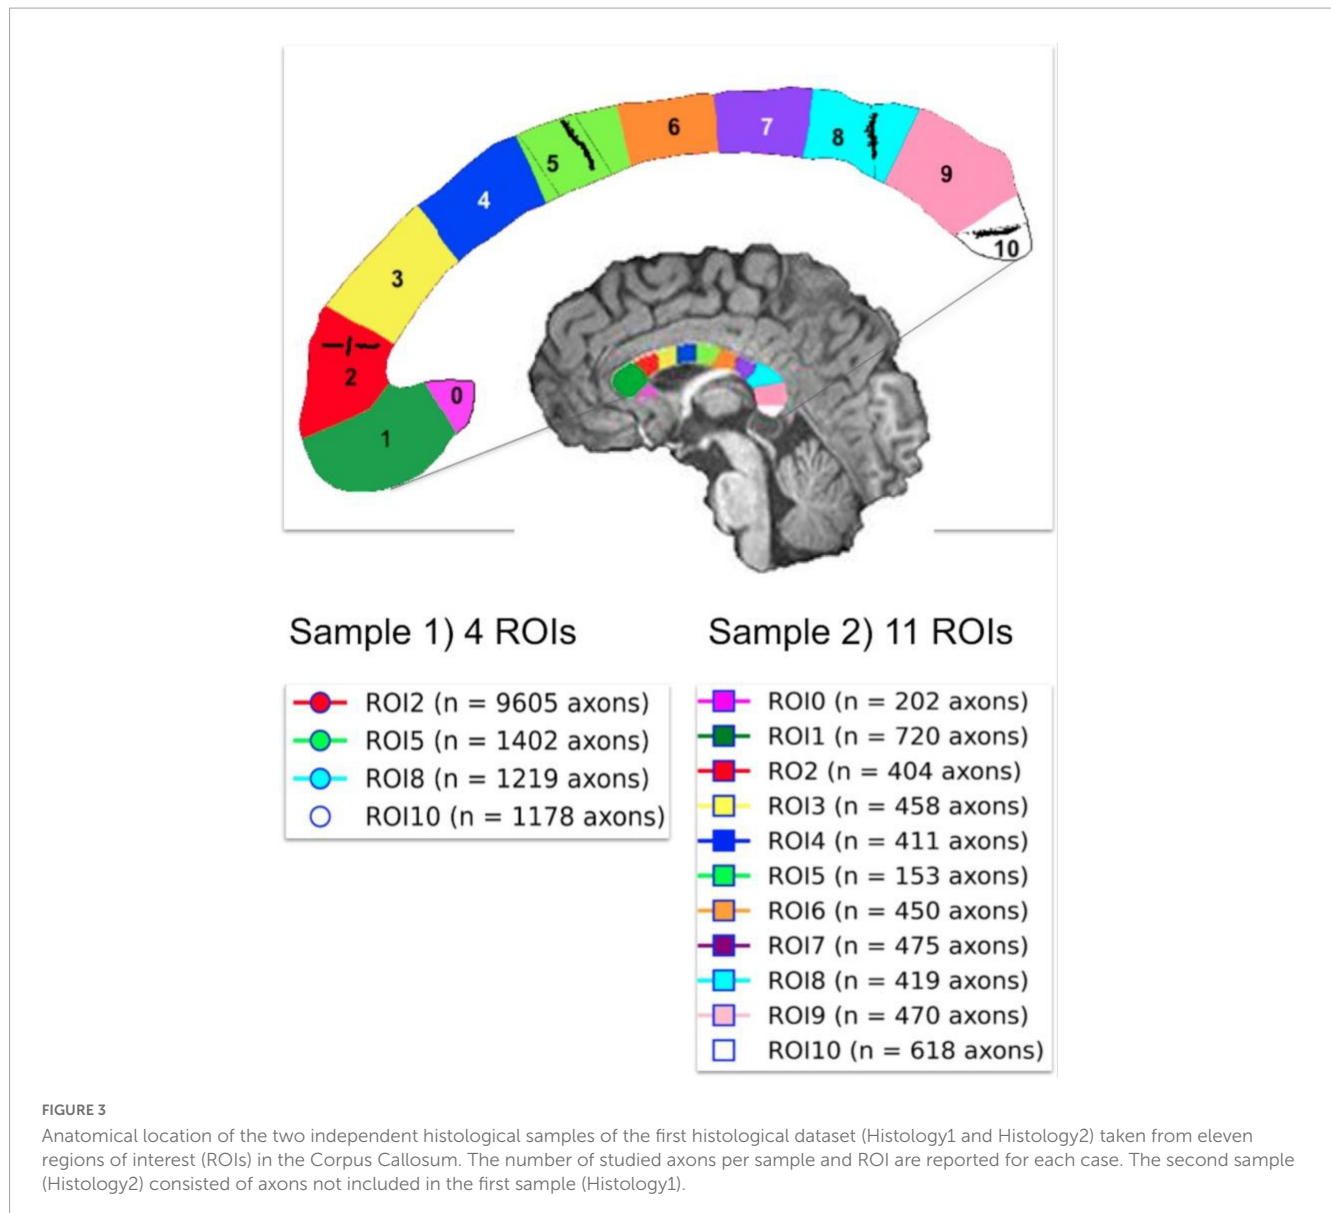 6
7
5
8
9
4
10
3
2
0
1
Sample 1) 4 ROIs
ROI2 (n = 9605 axons)
ROI5 (n = 1402 axons)
ROI8 (n = 1219 axons)
ROI10 (n = 1178 axons)
Sample 2) 11 ROIs
ROI0 (n = 202 axons)
ROI1 (n = 720 axons)
RO2 (n = 404 axons)
ROI3 (n = 458 axons)
ROI4 (n = 411 axons)
ROI5 (n = 153 axons)
ROI6 (n = 450 axons)
ROI7 (n = 475 axons)
ROI8 (n = 419 axons)
ROI9 (n = 470 axons)
ROI10 (n = 618 axons)
FIGURE 3
Anatomical location of the two independent histological samples of the first histological dataset (Histology1 and Histology2) taken from eleven
regions of interest (ROIs) in the Corpus Callosum. The number of studied axons per sample and ROI are reported for each case. The second sample
(Histology2) consisted of axons not included in the first sample (Histology1).